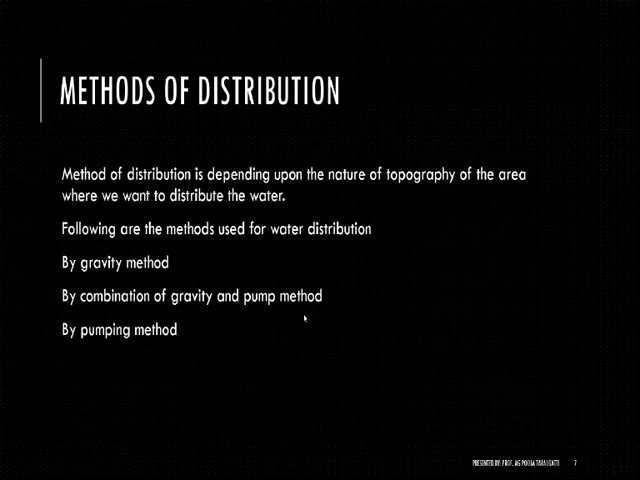 METHODS OF DISTRIBUTION
Method of distribution is depending upon the nature of topography of the area
where we want to distribute the water.
Following are the methods used for water distribution
By gravity method
By combination of gravity and pump method
By pumping method
PRESENTED BY: PROF. MS POOJA
7